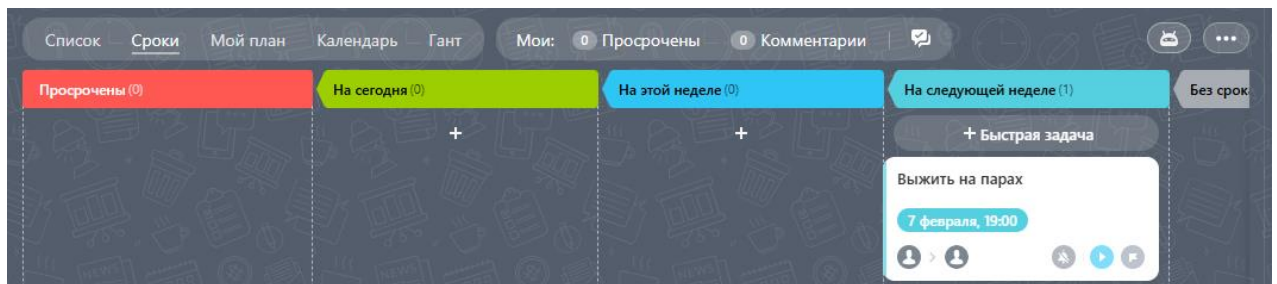 Список Сроки Мой план Календарь Гант Мои: 0 Просрочены 0 Комментарии
Просрочены (0) На сегодня (0) На этой неделе (0) На следующей неделе (1) Без срок
+ + + Быстрая задача
Выжить на парах
7 февраля, 19:00